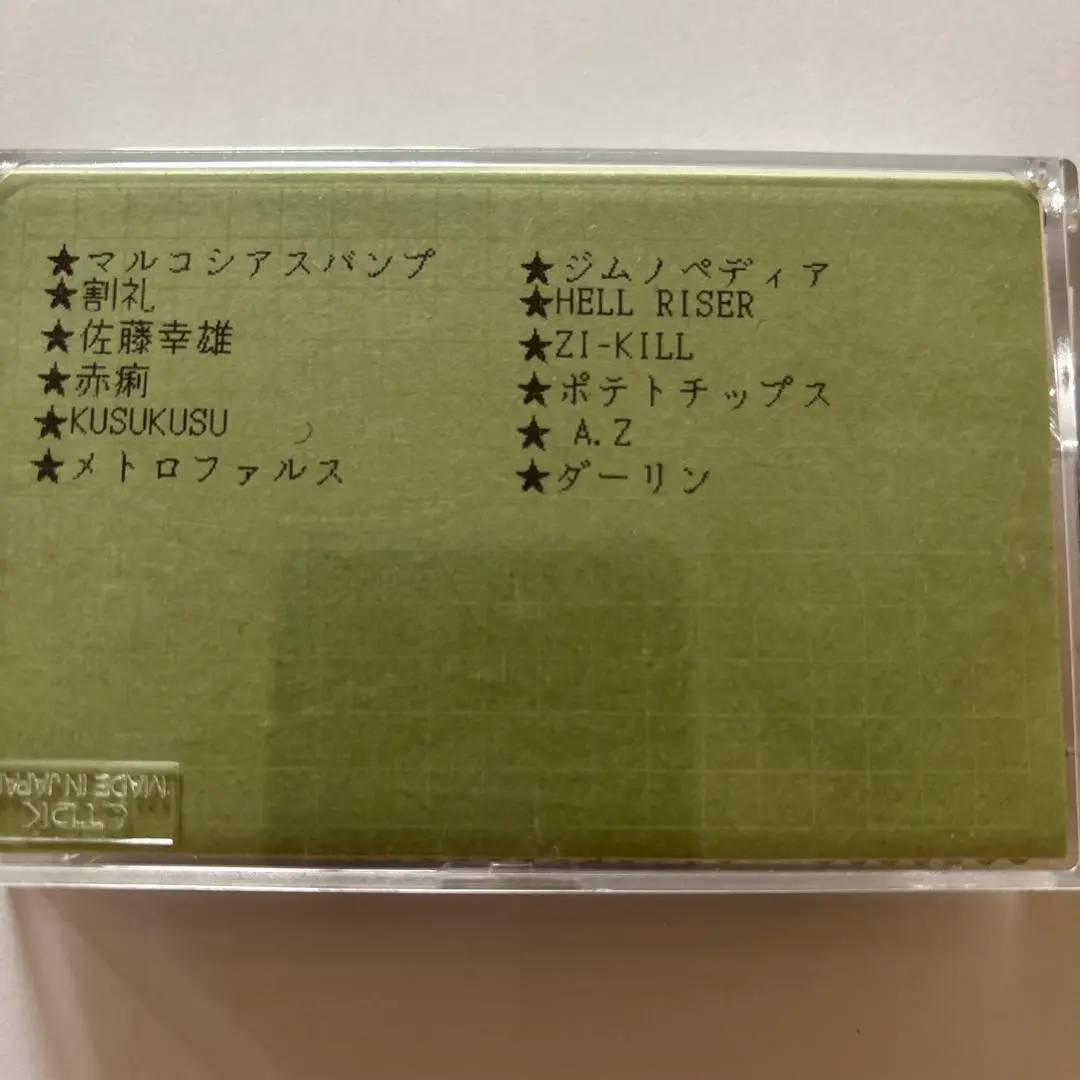 ★マルコシアスバンプ
★割礼
★佐藤幸雄
★赤痢
★KUSUKUSU
★メトロファルス
★ジムノペディア
★HELL RISER
★ZI-KILL
★ポテトチップス
★ A.Z
★ダーリン
MADE IN JAPAN
TDK